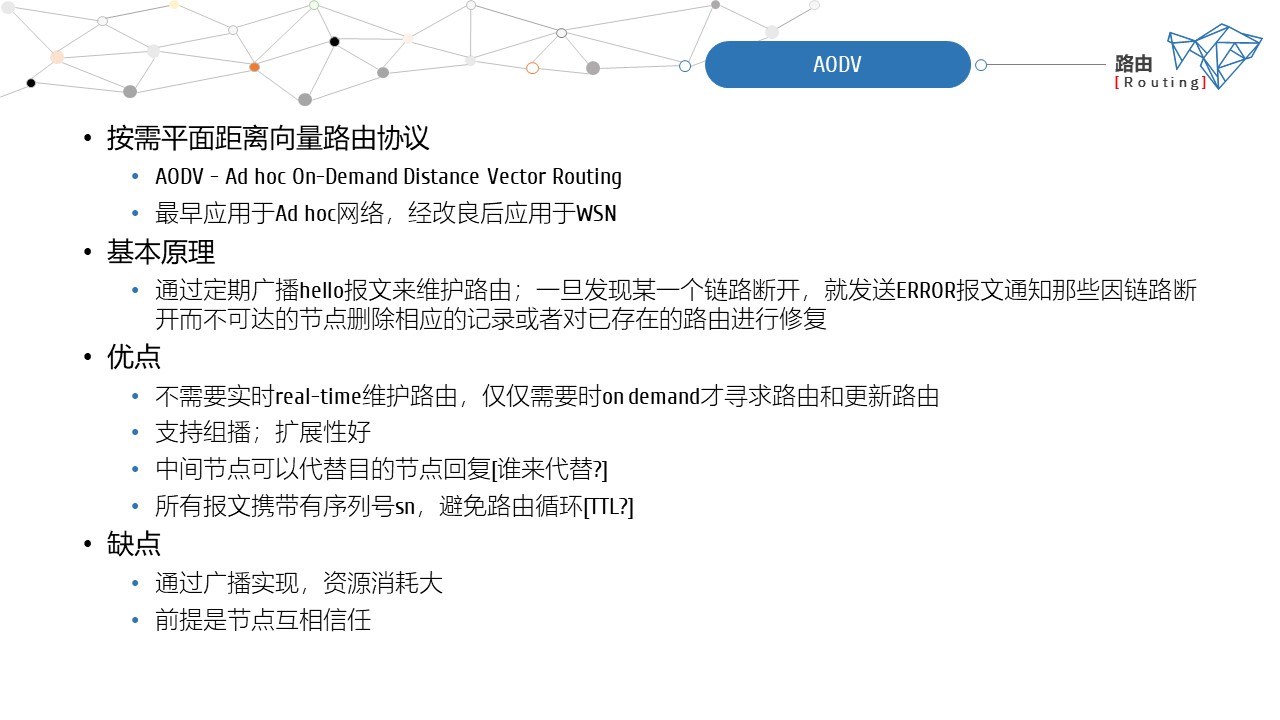 AODV
路由
[Routing]
• 按需平面距离向量路由协议
• AODV - Ad hoc On-Demand Distance Vector Routing
• 最早应用于Ad hoc网络，经改良后应用于WSN
• 基本原理
• 通过定期广播hello报文来维护路由；一旦发现某一个链路断开，就发送ERROR报文通知那些因链路断
开而不可达的节点删除相应的记录或者对已存在的路由进行修复
• 优点
• 不需要实时real-time维护路由，仅仅需要时on demand才寻求路由和更新路由
• 支持组播；扩展性好
• 中间节点可以代替目的节点回复[谁来代替?]
• 所有报文携带有序列号sn，避免路由循环[TTL?]
• 缺点
• 通过广播实现，资源消耗大
• 前提是节点互相信任